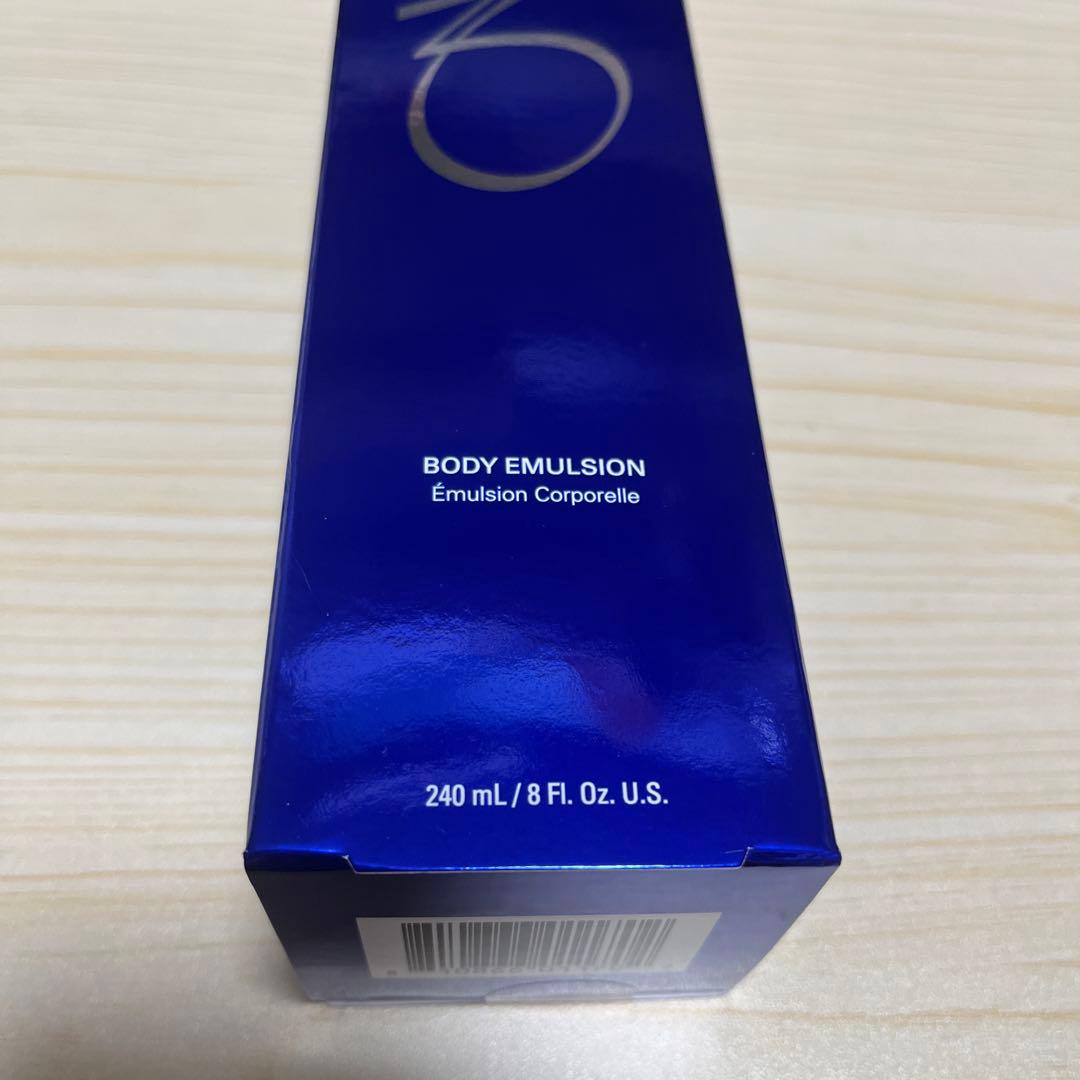 BODY EMULSION
Émulsion Corporelle
240 mL / 8 Fl. Oz. U.S.